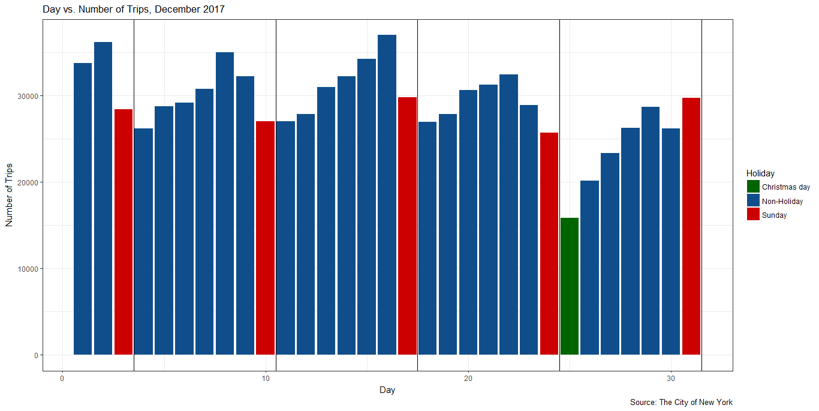 Day vs. Number of Trips, December 2017
Number of Trips
30000
20000
10000
0
0 10 20 30
Day
Holiday
Christmas day
Non-Holiday
Sunday
Source: The City of New York